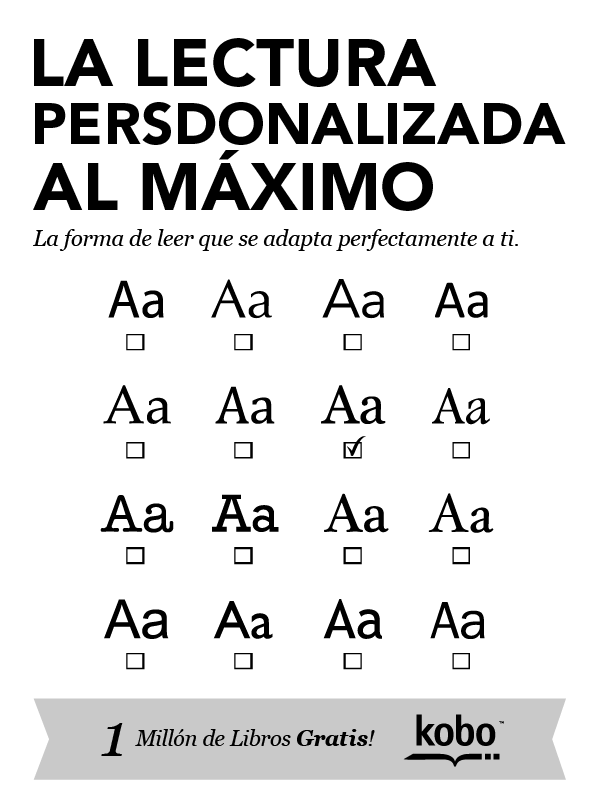 LA LECTURA
PERSDONALIZADA
AL MÁXIMO
La forma de leer que se adapta perfectamente a ti.
Aa Aa Aa Aa
Aa Aa Aa Aa
Aa Aa Aa Aa
Aa Aa Aa Aa
1 Millón de Libros Gratis! kobo™